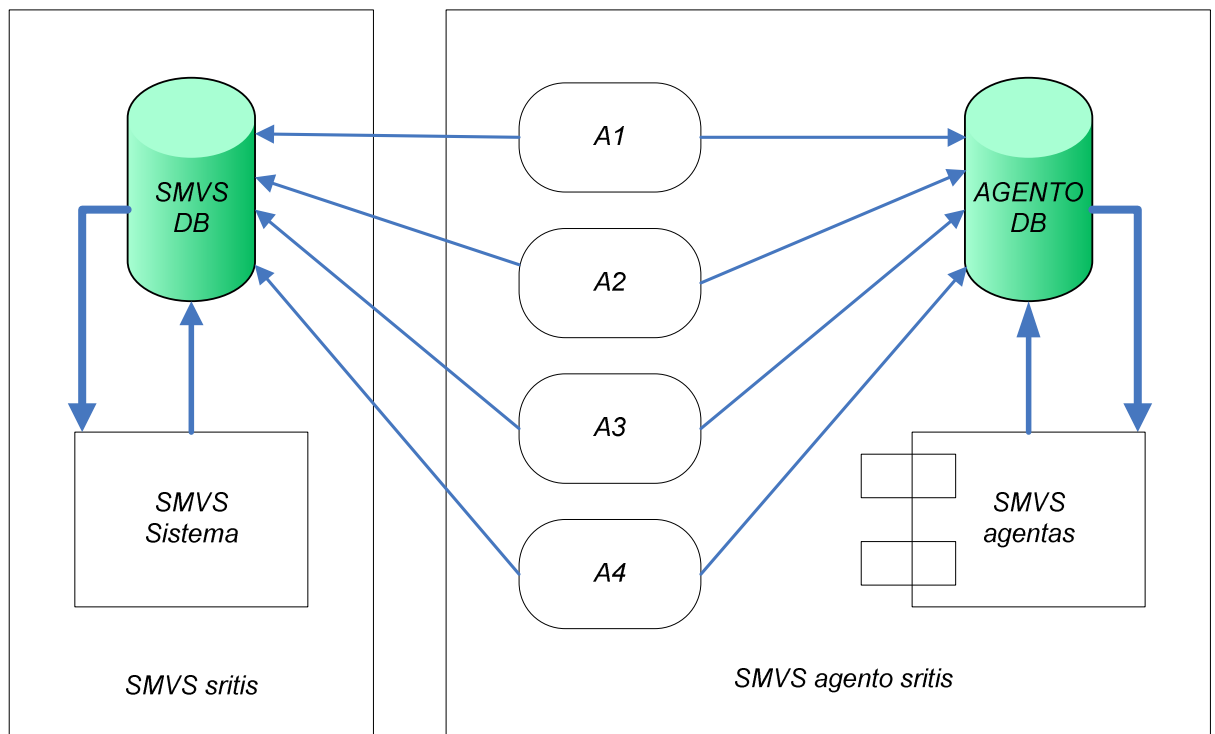 SMVS
DB
SMVS
Sistema
SMVS sritis
A1
A2
A3
A4
AGENTO
DB
SMVS
agentas
SMVS agento sritis